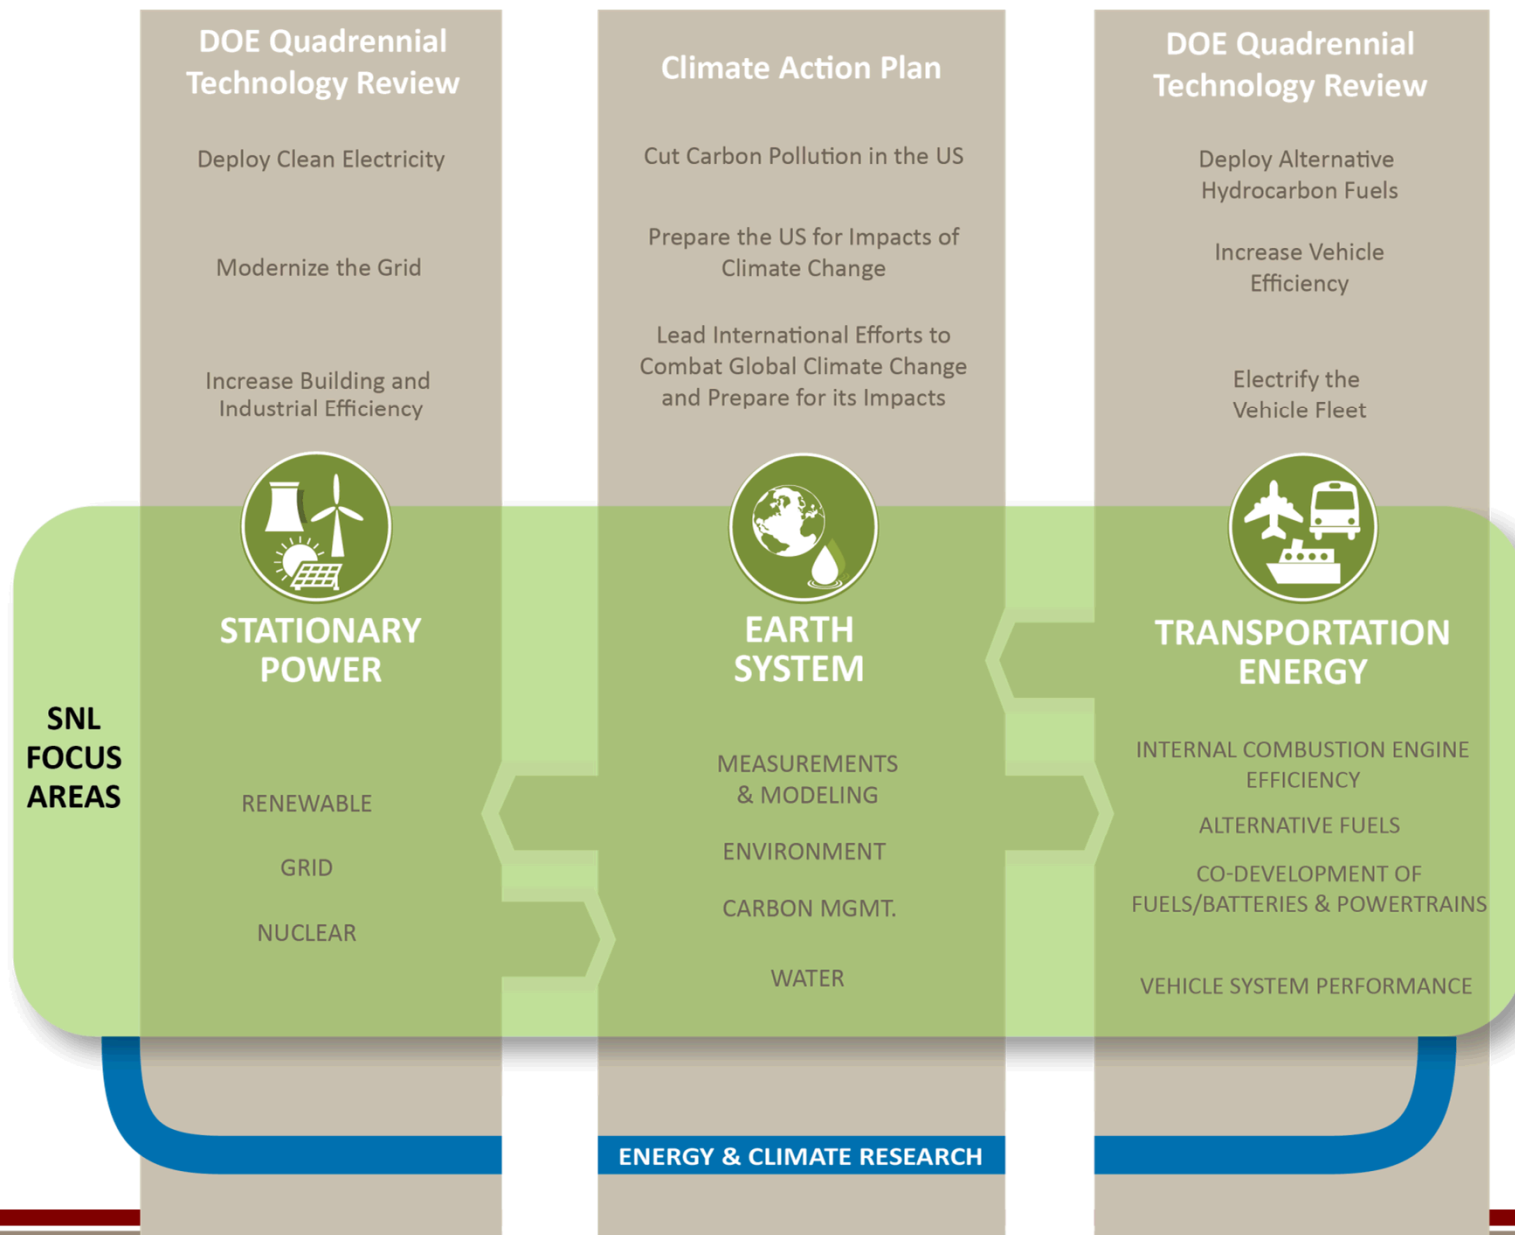 DOE Quadrennial
Technology Review
Deploy Clean Electricity
Modernize the Grid
Increase Building and
Industrial Efficiency
STATIONARY
POWER
RENEWABLE
GRID
NUCLEAR
Climate Action Plan
Cut Carbon Pollution in the US
Prepare the US for Impacts of
Climate Change
Lead International Efforts to
Combat Global Climate Change
and Prepare for its Impacts
EARTH
SYSTEM
MEASUREMENTS
& MODELING
ENVIRONMENT
CARBON MGMT.
WATER
DOE Quadrennial
Technology Review
Deploy Alternative
Hydrocarbon Fuels
Increase Vehicle
Efficiency
Electrify the
Vehicle Fleet
TRANSPORTATION
ENERGY
INTERNAL COMBUSTION ENGINE
EFFICIENCY
ALTERNATIVE FUELS
CO-DEVELOPMENT OF
FUELS/BATTERIES & POWERTRAINS
VEHICLE SYSTEM PERFORMANCE
SNL
FOCUS
AREAS
ENERGY & CLIMATE RESEARCH